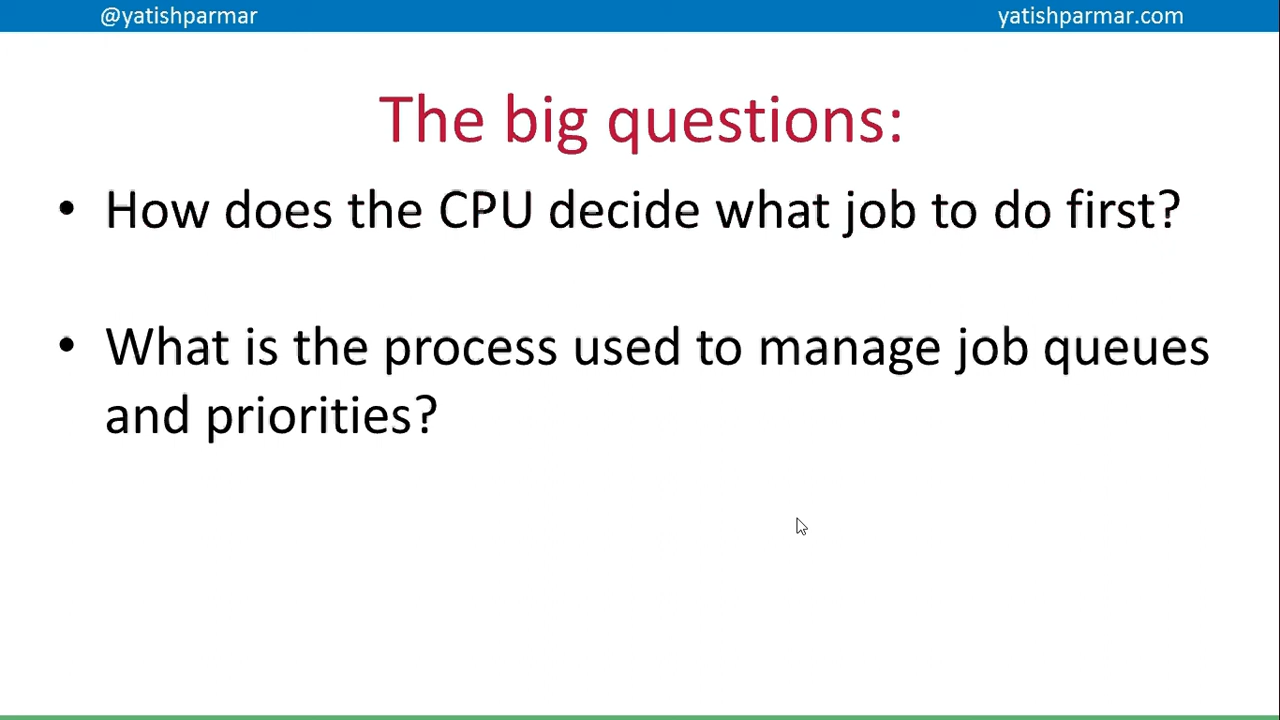 @yatishparmar
yatishparmar.com
The big questions:
• How does the CPU decide what job to do first?
• What is the process used to manage job queues
and priorities?